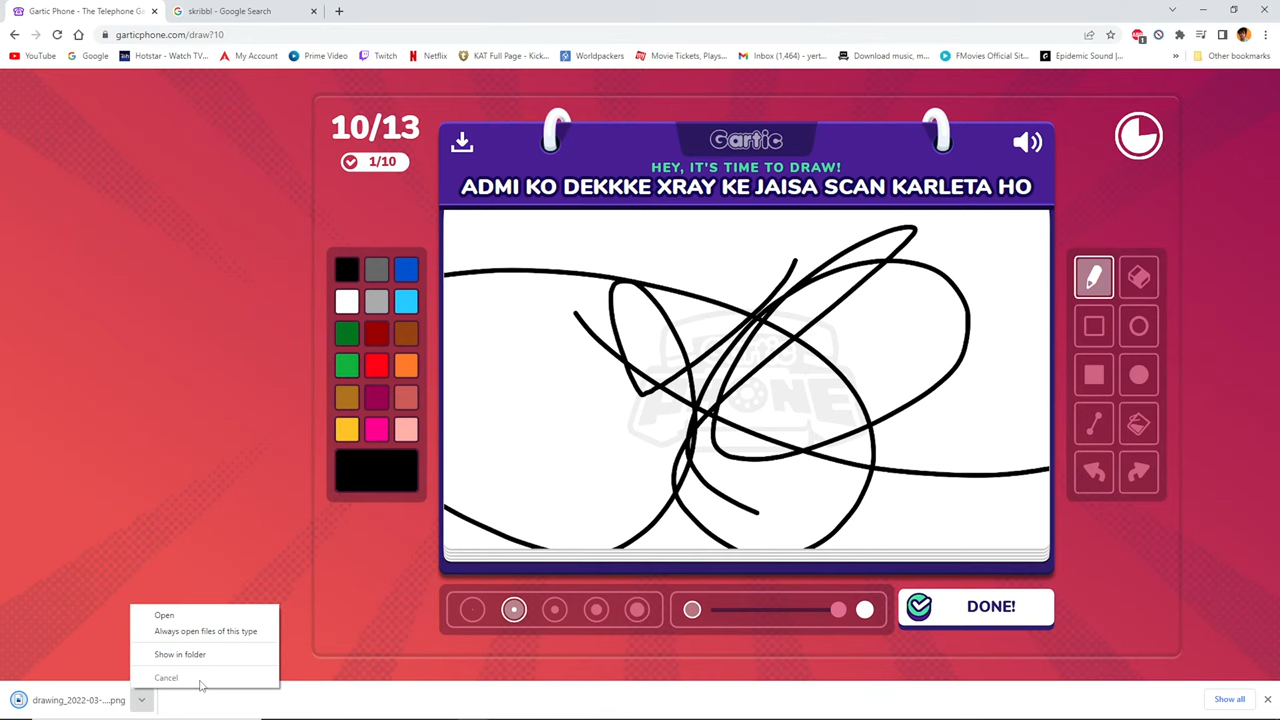 Gartic Phone - The Telephone Ga
skribbl - Google Search
garticphone.com/draw?10
YouTube
Google
Hotstar - Watch TV...
My Account
Prime Video
Twitch
Netflix
KAT Full Page - Kick...
Worldpackers
Movie Tickets, Plays...
Inbox (1,464) - yert...
Download music, m...
FMovies Official Sit...
Epidemic Sound |...
Other bookmarks
10/13
1/10
Gartic
HEY, IT'S TIME TO DRAW!
ADMI KO DEKKKE XRAY KE JAISA SCAN KARLETA HO
Gartic
PHONE
DONE!
Open
Always open files of this type
Show in folder
Cancel
drawing_2022-03-....png
Show all